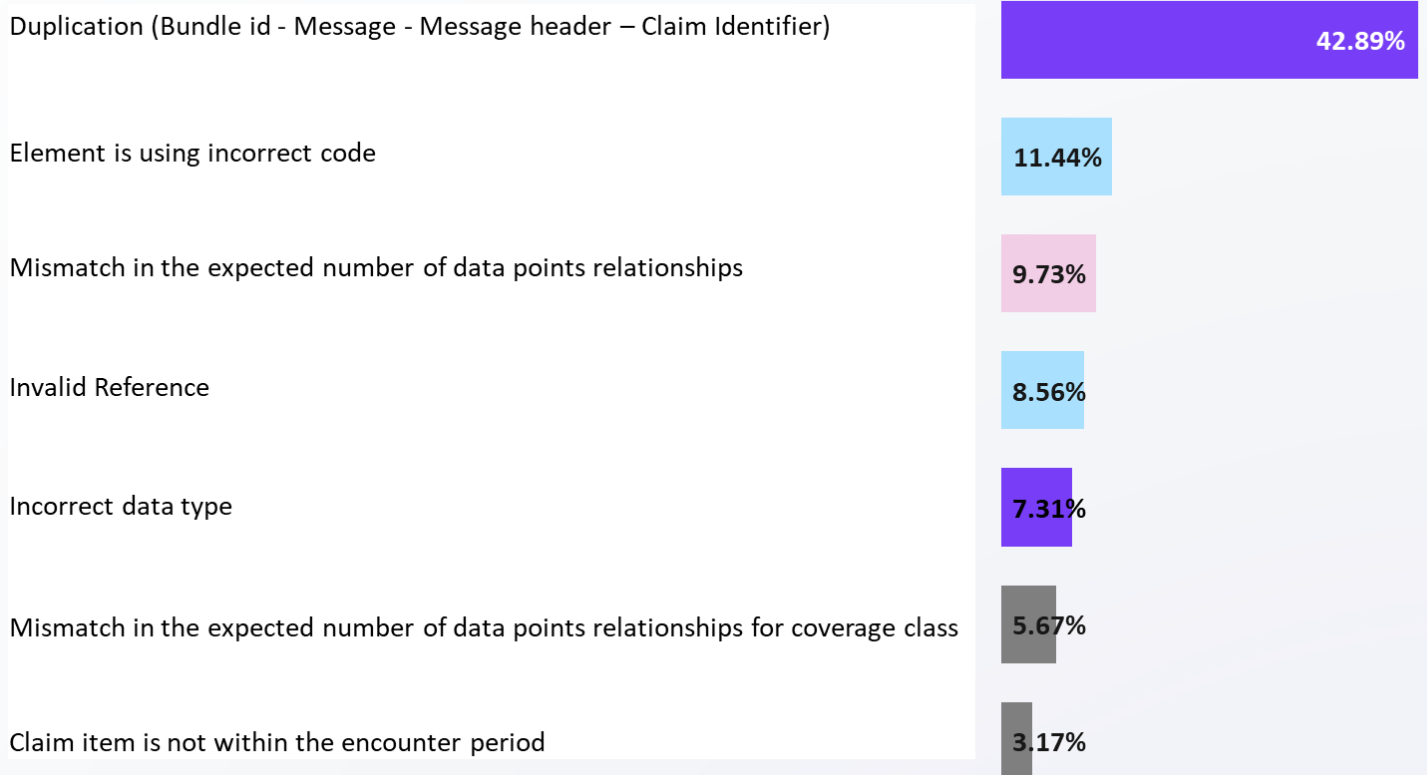 Duplication (Bundle id - Message - Message header – Claim Identifier)
42.89%
Element is using incorrect code
11.44%
Mismatch in the expected number of data points relationships
9.73%
Invalid Reference
8.56%
Incorrect data type
7.31%
Mismatch in the expected number of data points relationships for coverage class
5.67%
Claim item is not within the encounter period
3.17%